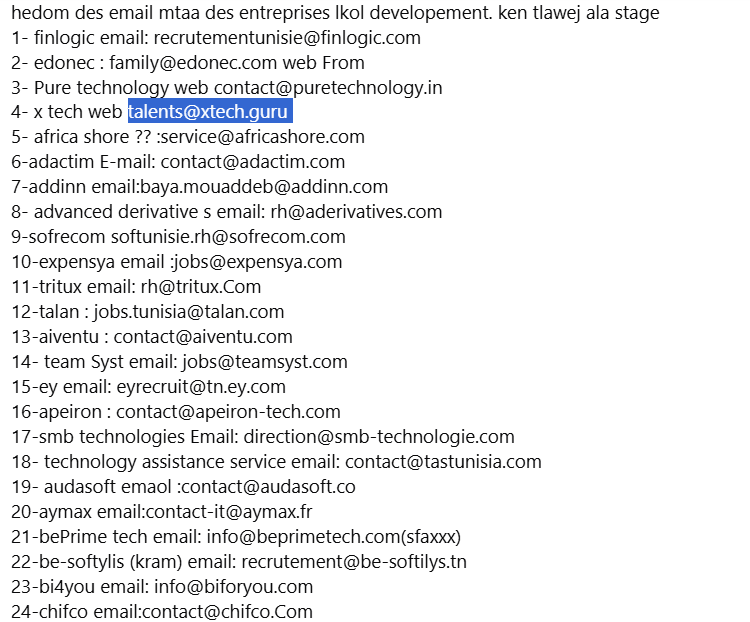 hedom des email mtaa des entreprises lkol developement. ken tlawej ala stage
1- finlogic email: recrutementunisie@finlogic.com
2- edonec : family@edonec.com web From
3- Pure technology web contact@puretechnology.in
4- x tech web talents@xtech.guru
5- africa shore ?? :service@africashore.com
6-adactim E-mail: contact@adactim.com
7-addinn email:baya.mouaddeb@addinn.com
8- advanced derivative s email: rh@aderivatives.com
9-sofrecom softunisie.rh@sofrecom.com
10-expensya email :jobs@expensya.com
11-tritux email: rh@tritux.Com
12-talan : jobs.tunisia@talan.com
13-aiventu : contact@aiventu.com
14- team Syst email: jobs@teamsyst.com
15-ey email: eyrecruit@tn.ey.com
16-apeiron : contact@apeiron-tech.com
17-smb technologies Email: direction@smb-technologie.com
18- technology assistance service email: contact@tastunisia.com
19- audasoft emaol :contact@audasoft.co
20-aymax email:contact-it@aymax.fr
21-bePrime tech email: info@beprimetech.com(sfaxxx)
22-be-softylis (kram) email: recrutement@be-softilys.tn
23-bi4you email: info@biforyou.com
24-chifco email:contact@chifco.Com